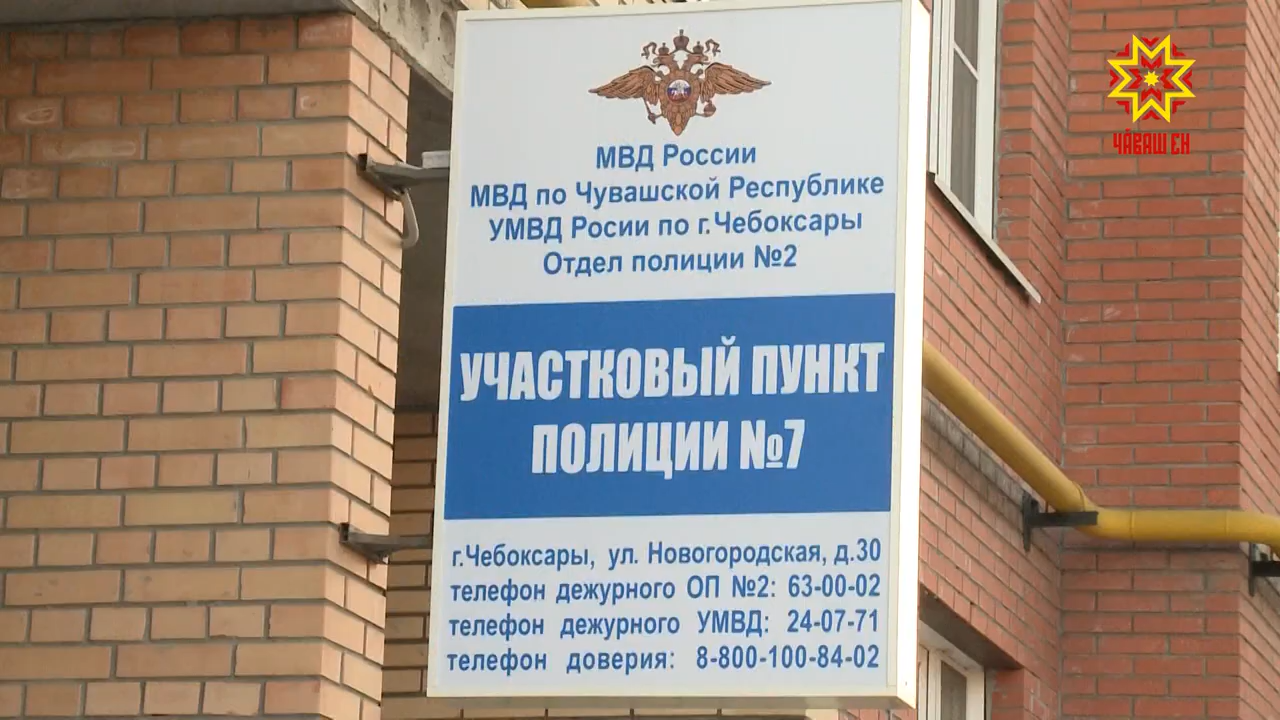 ЧӐВАШ ЕН
МВД России
МВД по Чувашской Республике
УМВД Росии по г.Чебоксары
Отдел полиции №2
УЧАСТКОВЫЙ ПУНКТ
ПОЛИЦИИ №7
г.Чебоксары, ул. Новогородская, д.30
телефон дежурного ОП №2: 63-00-02
телефон дежурного УМВД: 24-07-71
телефон доверия: 8-800-100-84-02